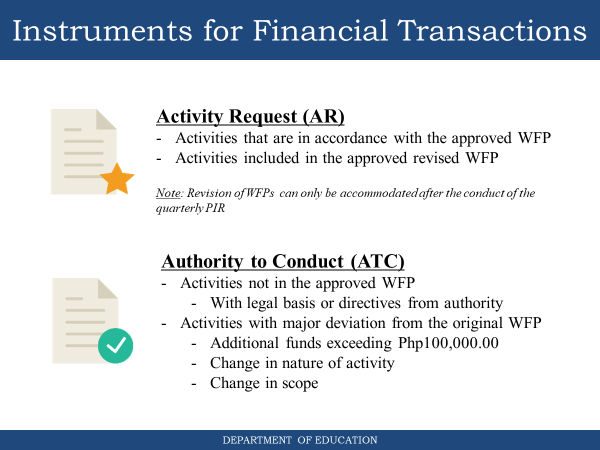 Instruments for Financial Transactions
Activity Request (AR)
- Activities that are in accordance with the approved WFP
- Activities included in the approved revised WFP
Note: Revision of WFPs can only be accommodated after the conduct of the
quarterly PIR
Authority to Conduct (ATC)
- Activities not in the approved WFP
- With legal basis or directives from authority
- Activities with major deviation from the original WFP
- Additional funds exceeding Php100,000.00
- Change in nature of activity
- Change in scope
DEPARTMENT OF EDUCATION